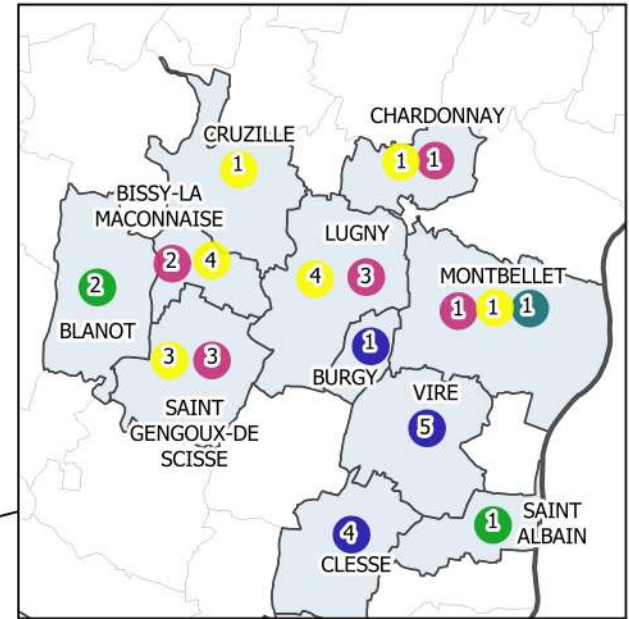 CHARDONNAY
1 1
CRUZILLE
1
BISSY-LA
MACONNAISE
2 4
LUGNY
4 3
MONTBELLET
1 1 1
2
BLANOT
3 3
SAINT
GENGOUX-DE
SCISSE
1
BURGY
VIRE
5
1
SAINT
ALBAIN
4
CLESSE